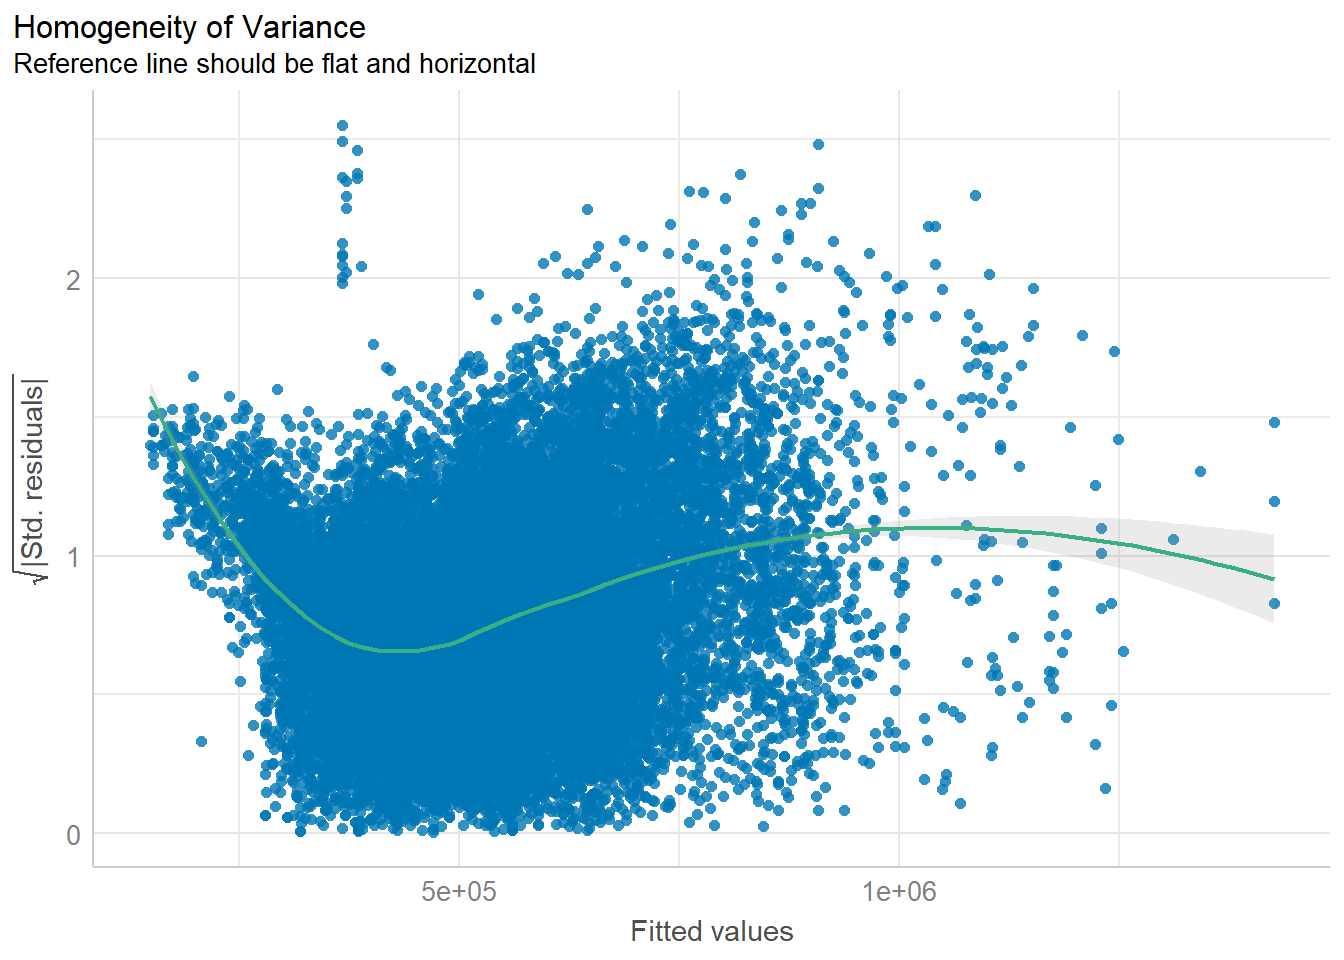 Homogeneity of Variance
Reference line should be flat and horizontal
√|Std. residuals|
2
1
0
5e+05
1e+06
Fitted values